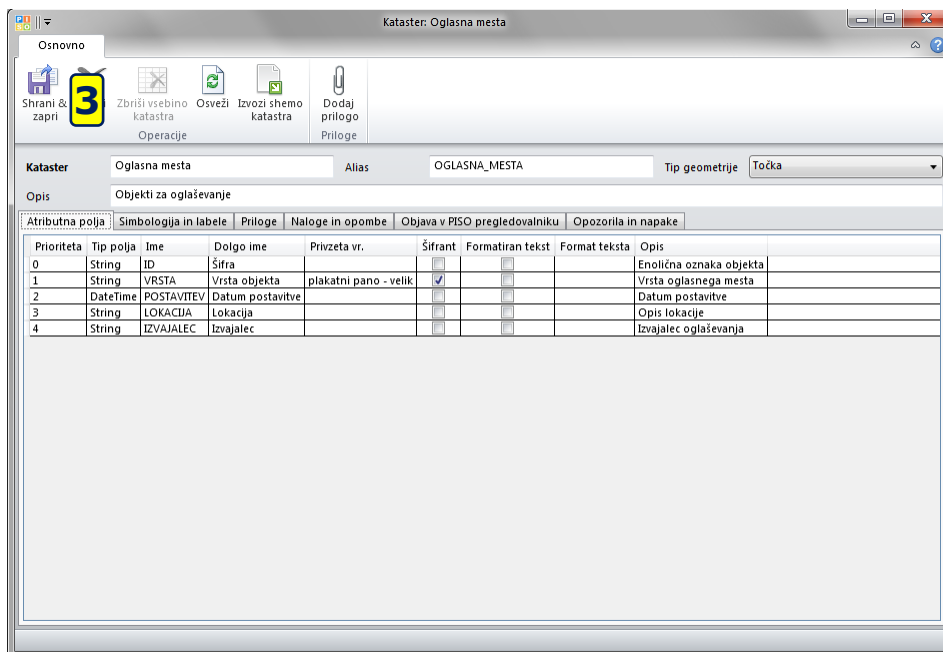 Kataster: Oglasna mesta
Osnovno
Shrani & zapri
3
Zbriši vsebino katastra
Osveži
Izvozi shemo katastra
Dodaj prilogo
Operacije
Priloge
Kataster Oglasna mesta Alias OGLASNA_MESTA Tip geometrije Točka
Opis Objekti za oglaševanje
Atributna polja Simbologija in labele Priloge Naloge in opombe Objava v PISO pregledovalniku Opozorila in napake
Prioriteta Tip polja Ime Dolgo ime Privzeta vr. Šifrant Formatiran tekst Format teksta Opis
0 String ID Šifra Enolična oznaka objekta
1 String VRSTA Vrsta objekta plakatni pano - velik Vrsta oglasnega mesta
2 DateTime POSTAVITEV Datum postavitve Datum postavitve
3 String LOKACIJA Lokacija Opis lokacije
4 String IZVAJALEC Izvajalec Izvajalec oglaševanja